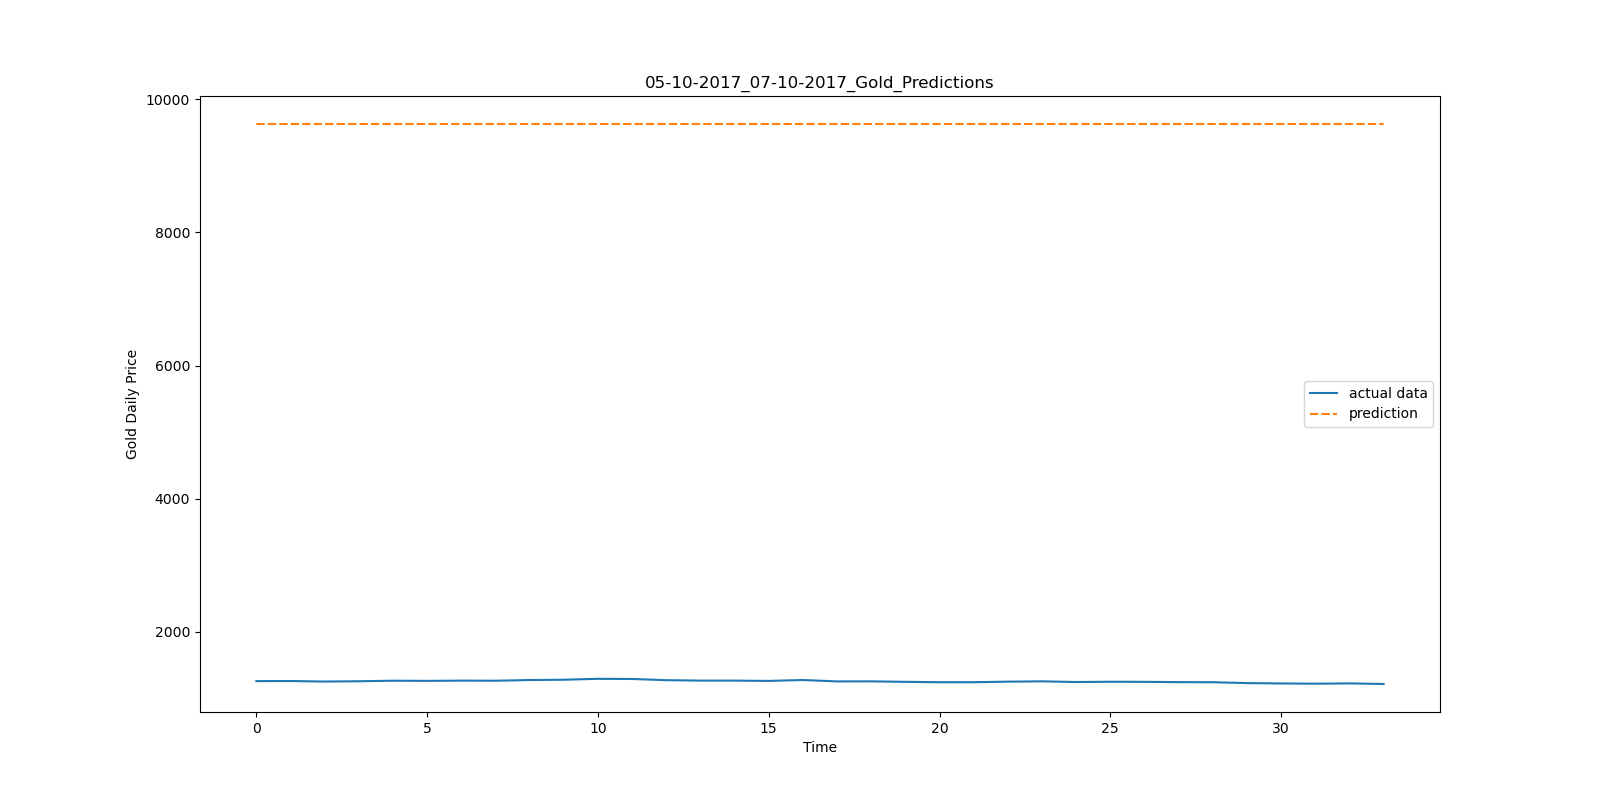 05-10-2017_07-10-2017_Gold_Predictions
10000
8000
6000
4000
2000
Gold Daily Price
actual data
prediction
0 5 10 15 20 25 30
Time